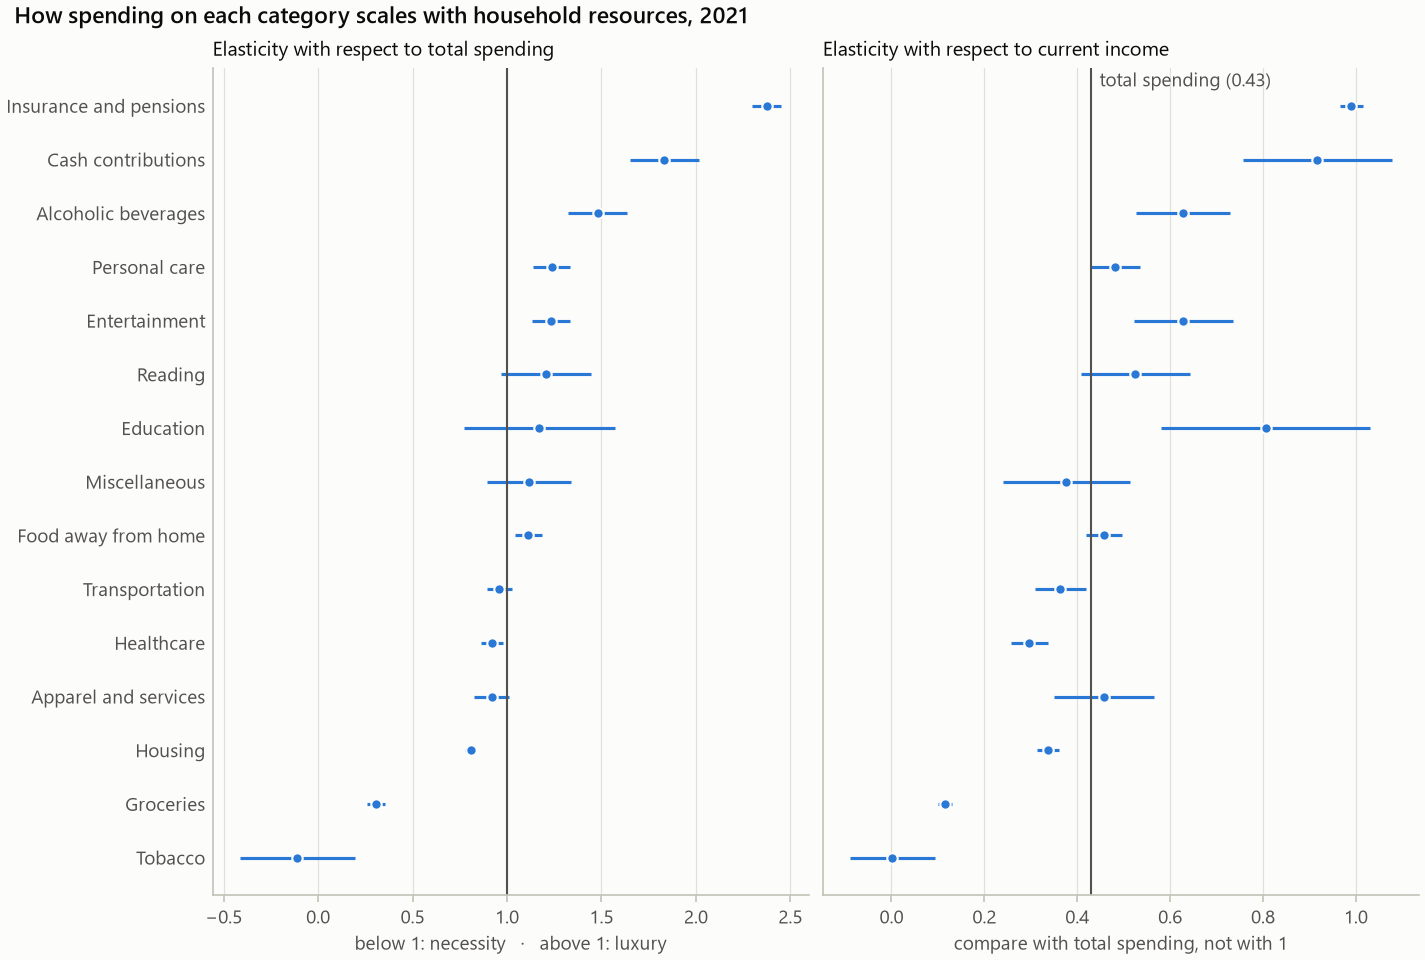 How spending on each category scales with household resources, 2021
Elasticity with respect to total spending
Elasticity with respect to current income
total spending (0.43)
Insurance and pensions
Cash contributions
Alcoholic beverages
Personal care
Entertainment
Reading
Education
Miscellaneous
Food away from home
Transportation
Healthcare
Apparel and services
Housing
Groceries
Tobacco
−0.5 0.0 0.5 1.0 1.5 2.0 2.5
below 1: necessity · above 1: luxury
0.0 0.2 0.4 0.6 0.8 1.0
compare with total spending, not with 1